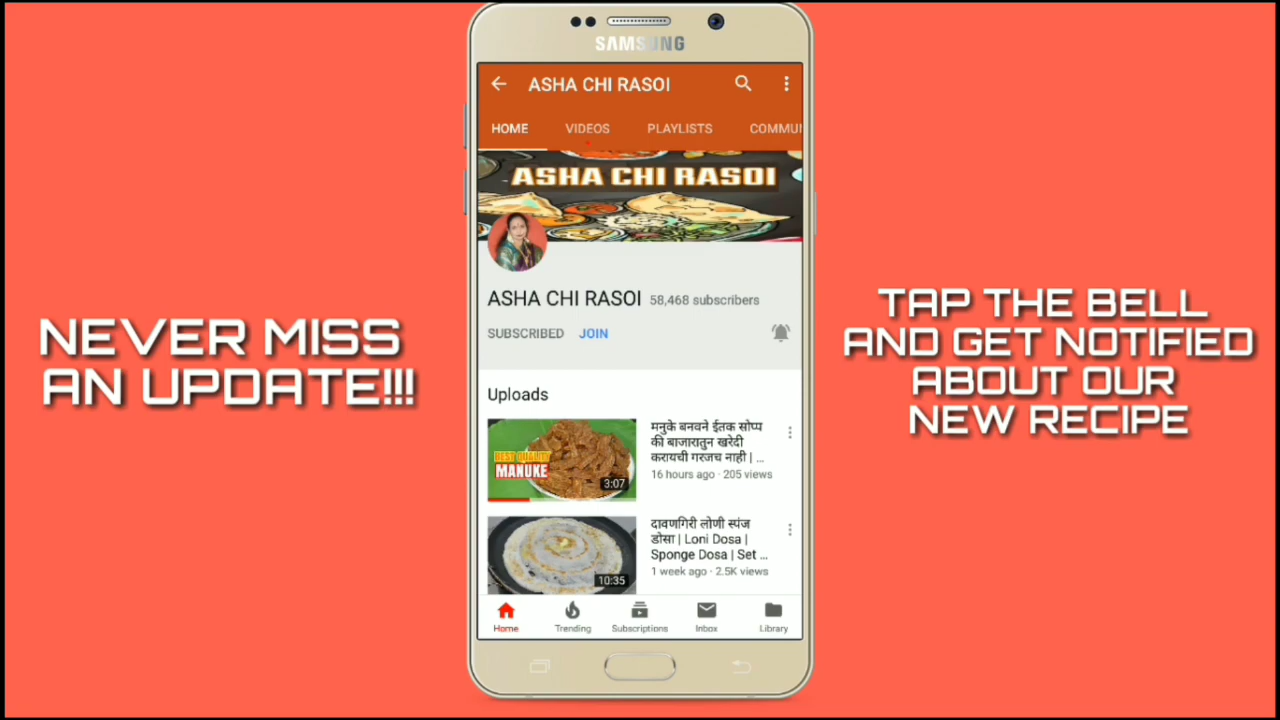 NEVER MISS
AN UPDATE!!!
SAMSUNG
ASHA CHI RASOI
HOME VIDEOS PLAYLISTS COMMUI
ASHA CHI RASOI
ASHA CHI RASOI 58,468 subscribers
SUBSCRIBED JOIN
Uploads
BEST QUALITY
MANUKE
3:07
मनुके बनवने ईतक सोप्प
की बाजारातुन खरेदी
करायची गरजच नाही | ...
16 hours ago · 205 views
10:35
दावणगिरी लोणी स्पंज
डोसा | Loni Dosa |
Sponge Dosa | Set ...
1 week ago · 2.5K views
Home Trending Subscriptions Inbox Library
TAP THE BELL
AND GET NOTIFIED
ABOUT OUR
NEW RECIPE